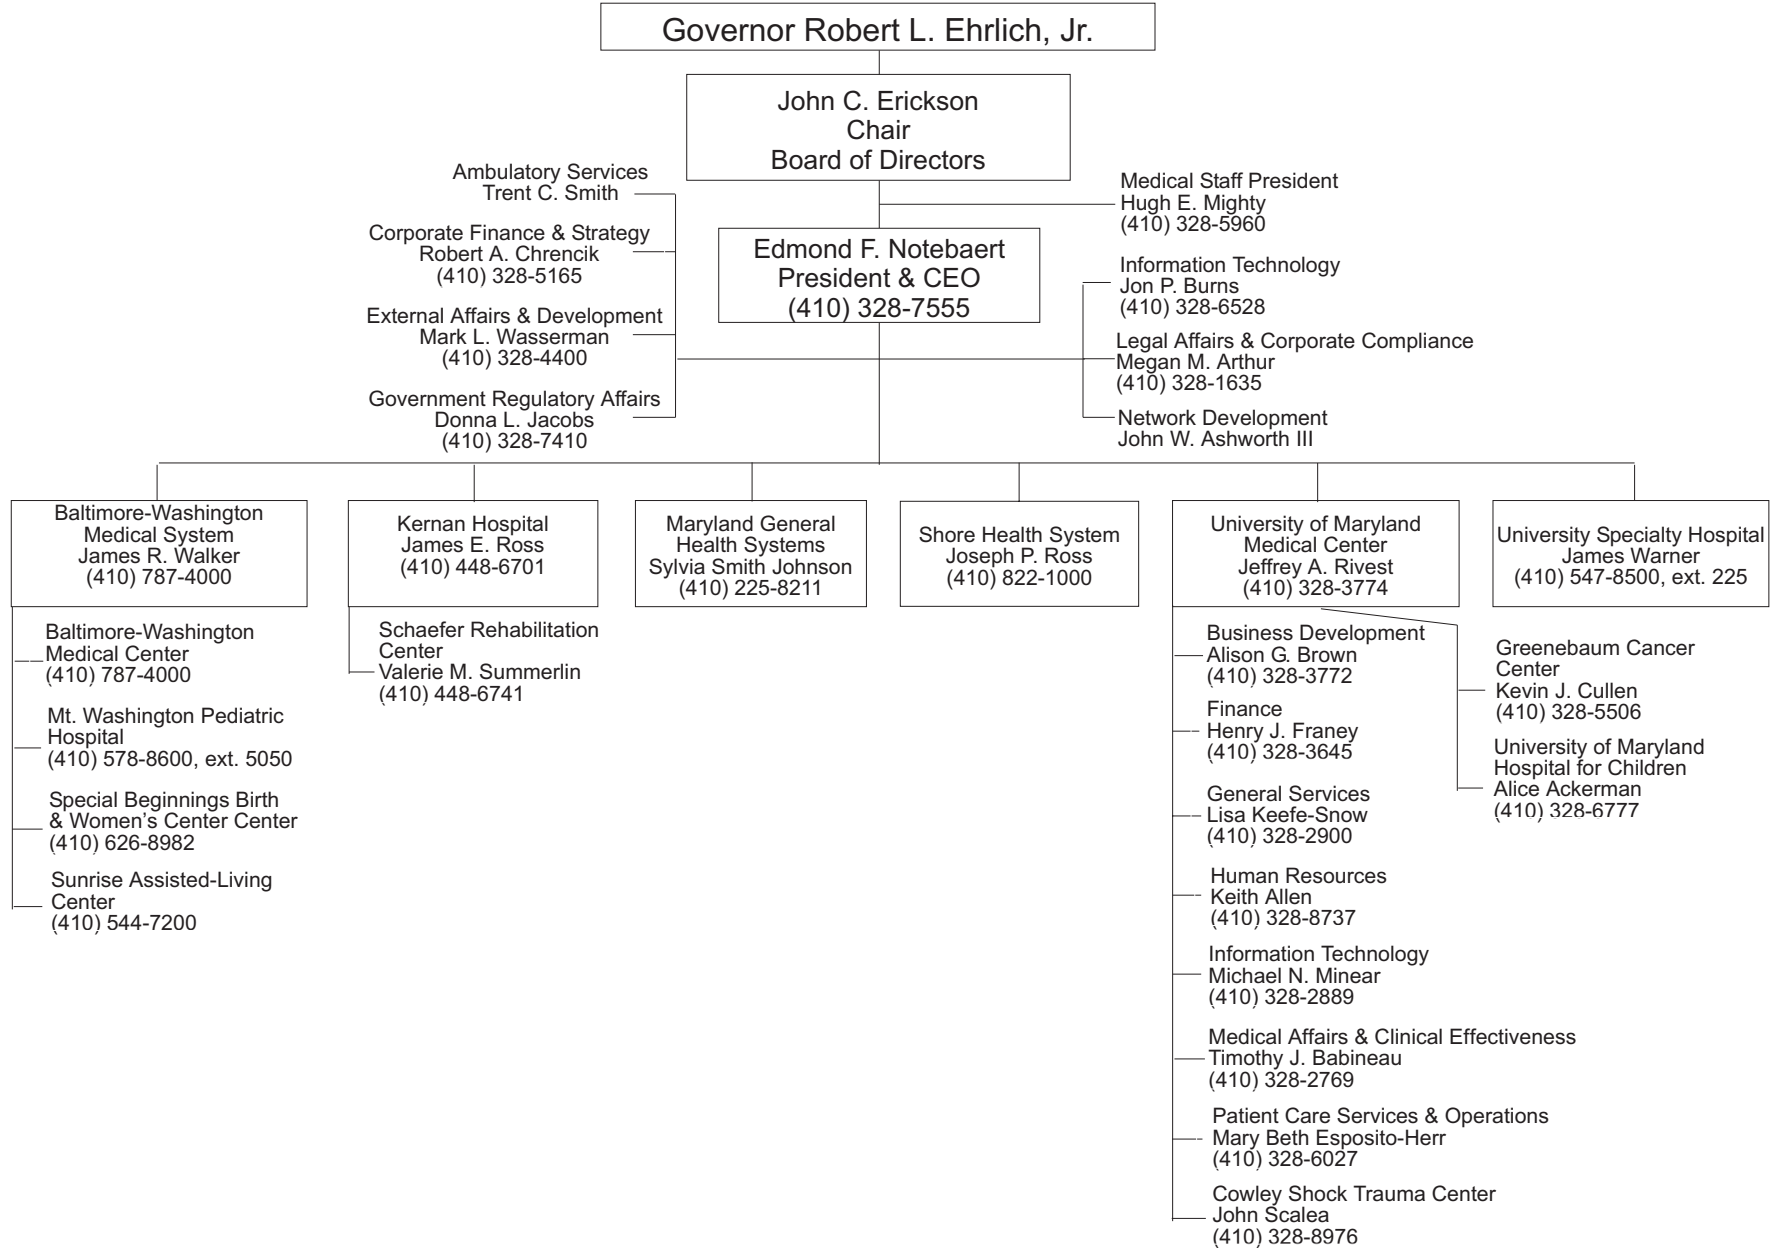 Governor Robert L. Ehrlich, Jr.
John C. Erickson
Chair
Board of Directors
Ambulatory Services
Trent C. Smith
Corporate Finance & Strategy
Robert A. Chrencik
(410) 328-5165
External Affairs & Development
Mark L. Wasserman
(410) 328-4400
Government Regulatory Affairs
Donna L. Jacobs
(410) 328-7410
Edmond F. Notebaert
President & CEO
(410) 328-7555
Medical Staff President
Hugh E. Mighty
(410) 328-5960
Information Technology
Jon P. Burns
(410) 328-6528
Legal Affairs & Corporate Compliance
Megan M. Arthur
(410) 328-1635
Network Development
John W. Ashworth III
Baltimore-Washington
Medical System
James R. Walker
(410) 787-4000
Baltimore-Washington
Medical Center
(410) 787-4000
Mt. Washington Pediatric
Hospital
(410) 578-8600, ext. 5050
Special Beginnings Birth
& Women's Center Center
(410) 626-8982
Sunrise Assisted-Living
Center
(410) 544-7200
Kernan Hospital
James E. Ross
(410) 448-6701
Schaefer Rehabilitation
Center
Valerie M. Summerlin
(410) 448-6741
Maryland General
Health Systems
Sylvia Smith Johnson
(410) 225-8211
Shore Health System
Joseph P. Ross
(410) 822-1000
University of Maryland
Medical Center
Jeffrey A. Rivest
(410) 328-3774
Business Development
Alison G. Brown
(410) 328-3772
Finance
Henry J. Franey
(410) 328-3645
General Services
Lisa Keefe-Snow
(410) 328-2900
Human Resources
Keith Allen
(410) 328-8737
Information Technology
Michael N. Minear
(410) 328-2889
Medical Affairs & Clinical Effectiveness
Timothy J. Babineau
(410) 328-2769
Patient Care Services & Operations
Mary Beth Esposito-Herr
(410) 328-6027
Cowley Shock Trauma Center
John Scalea
(410) 328-8976
Greenebaum Cancer
Center
Kevin J. Cullen
(410) 328-5506
University of Maryland
Hospital for Children
Alice Ackerman
(410) 328-6777
University Specialty Hospital
James Warner
(410) 547-8500, ext. 225